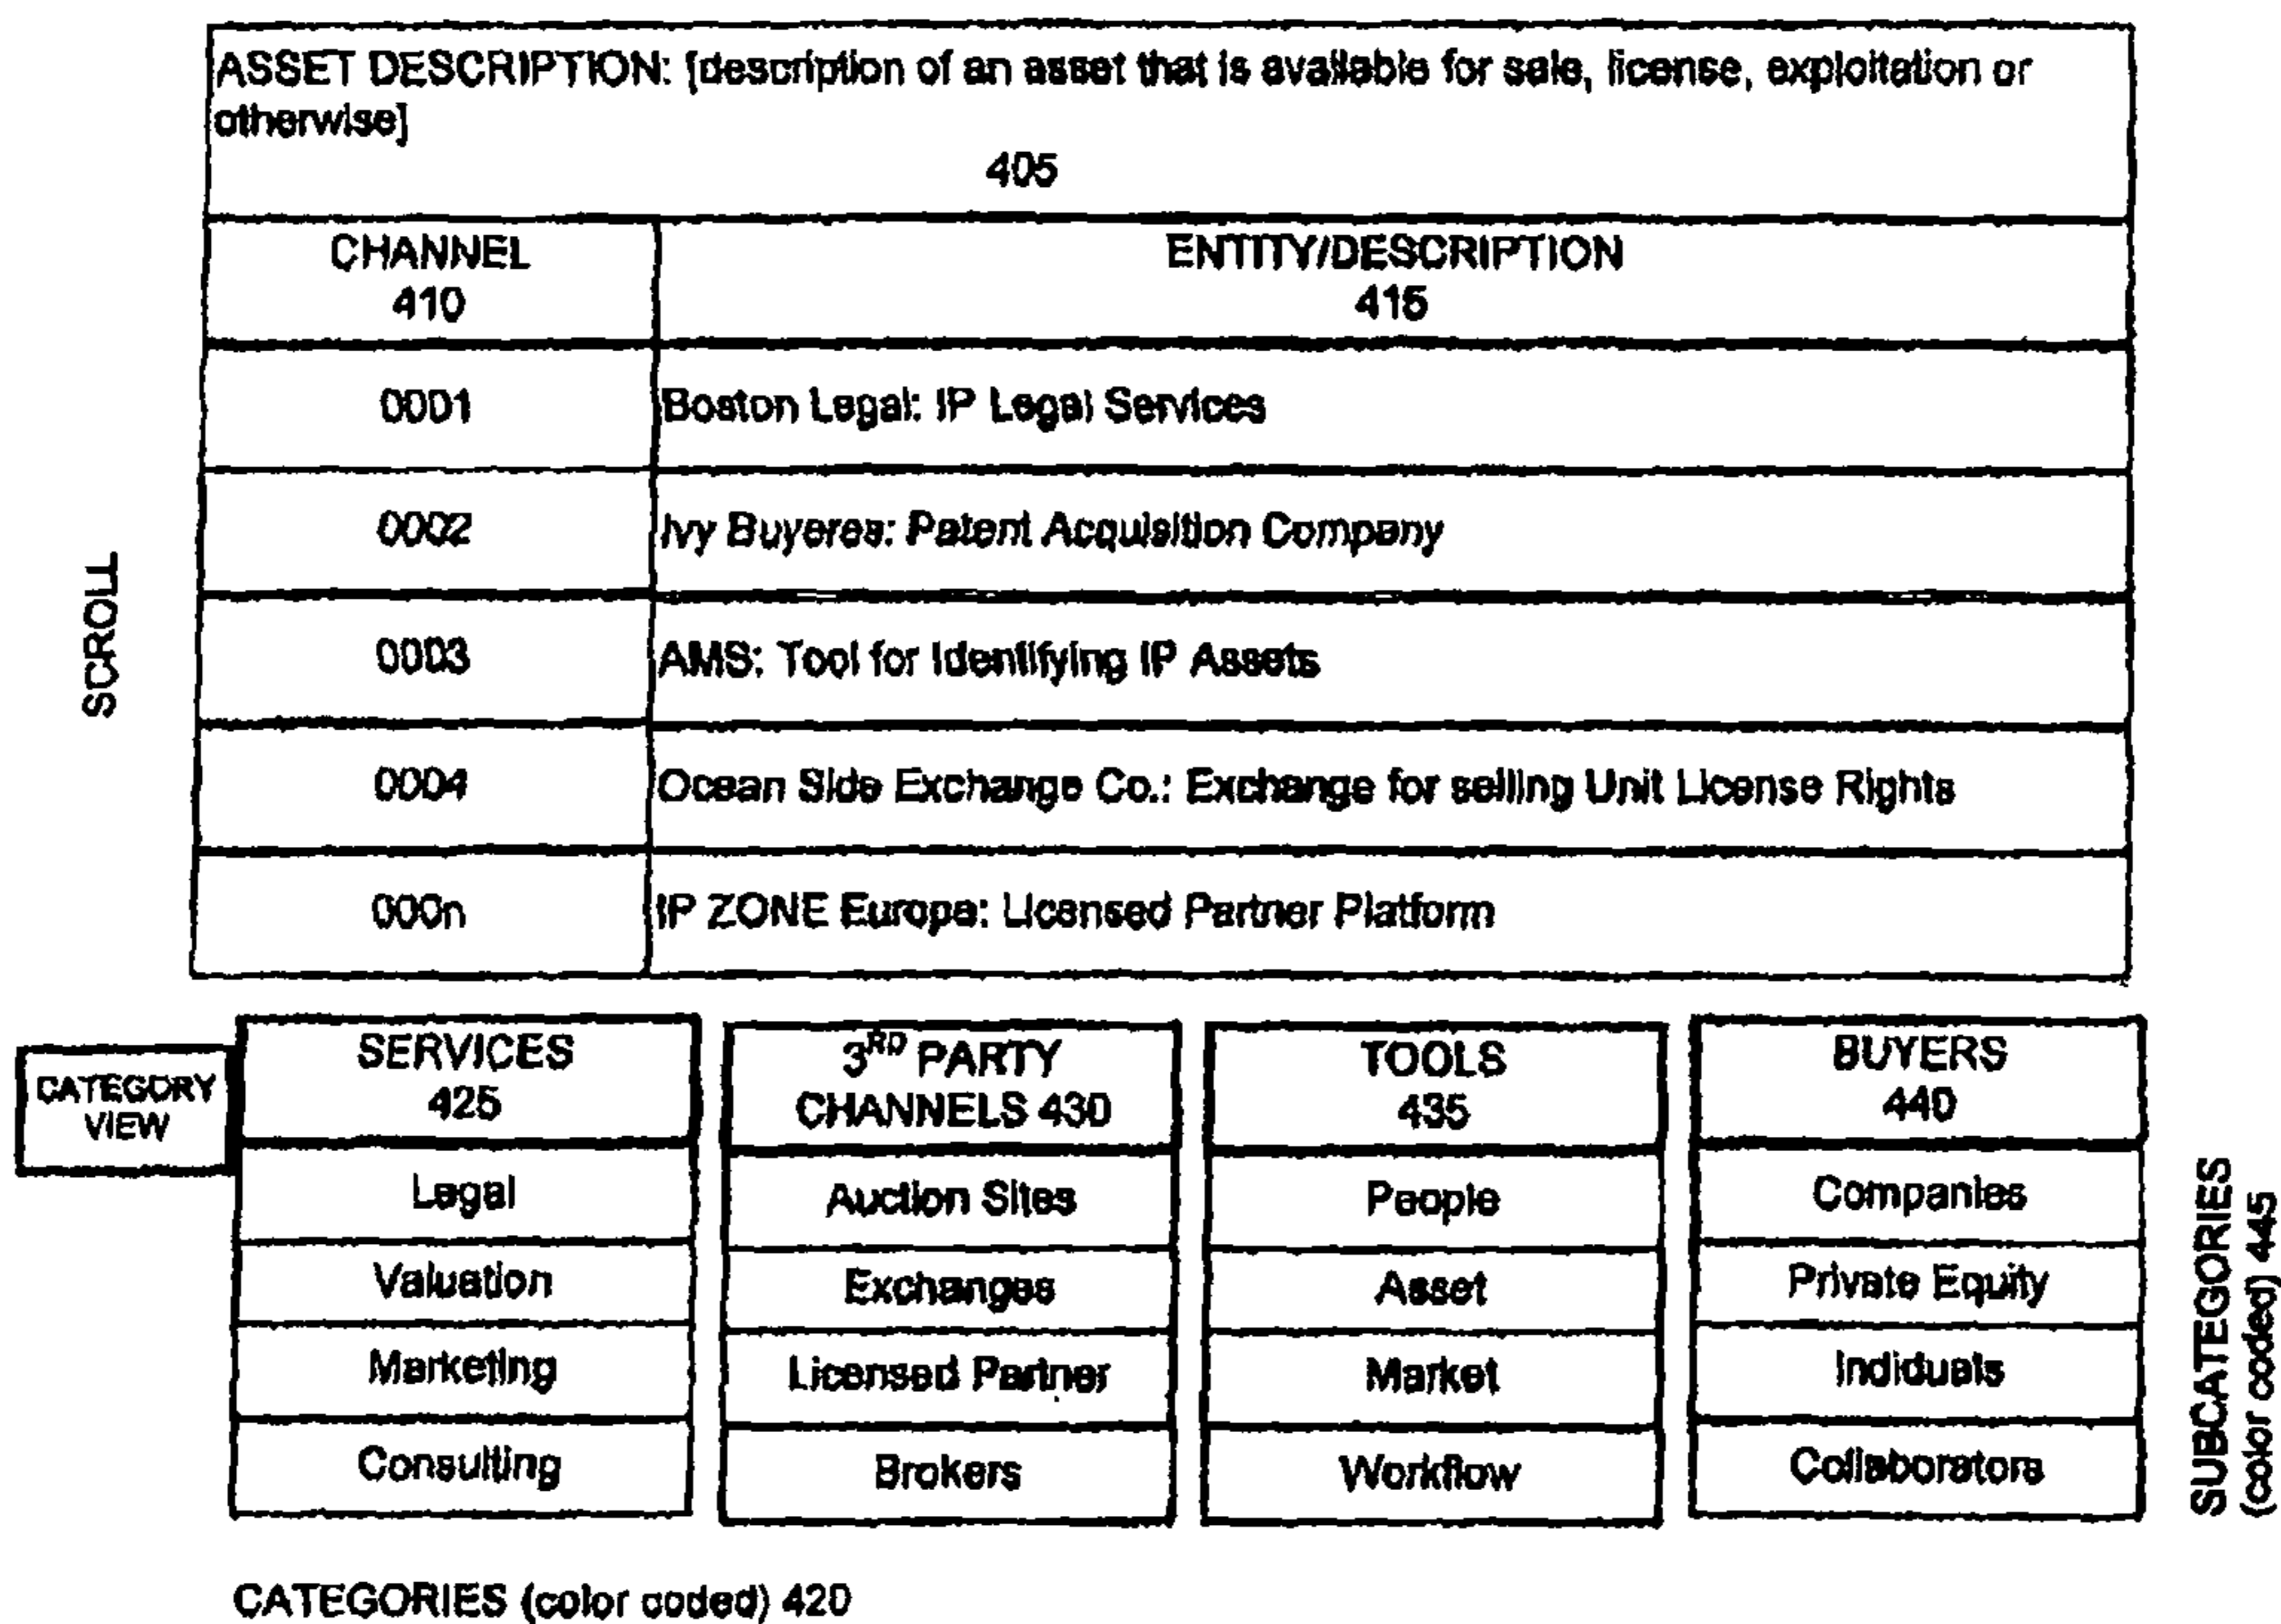 ASSET DESCRIPTION: [description of an asset that is available for sale, license, exploitation or
otherwise]
405
CHANNEL
410
ENTITY/DESCRIPTION
415
0001
Boston Legal: IP Legal Services
0002
Ivy Buyeres: Patent Acquisition Company
0003
AMS: Tool for Identifying IP Assets
0004
Ocean Side Exchange Co.: Exchange for selling Unit License Rights
000n
IP ZONE Europe: Licensed Partner Platform
SCROLL
CATEGORY
VIEW
SERVICES
425
Legal
Valuation
Marketing
Consulting
3RD PARTY
CHANNELS 430
Auction Sites
Exchanges
Licensed Partner
Brokers
TOOLS
435
People
Asset
Market
Workflow
BUYERS
440
Companies
Private Equity
Indiduals
Collaborators
SUBCATEGORIES
(color coded) 445
CATEGORIES (color coded) 420